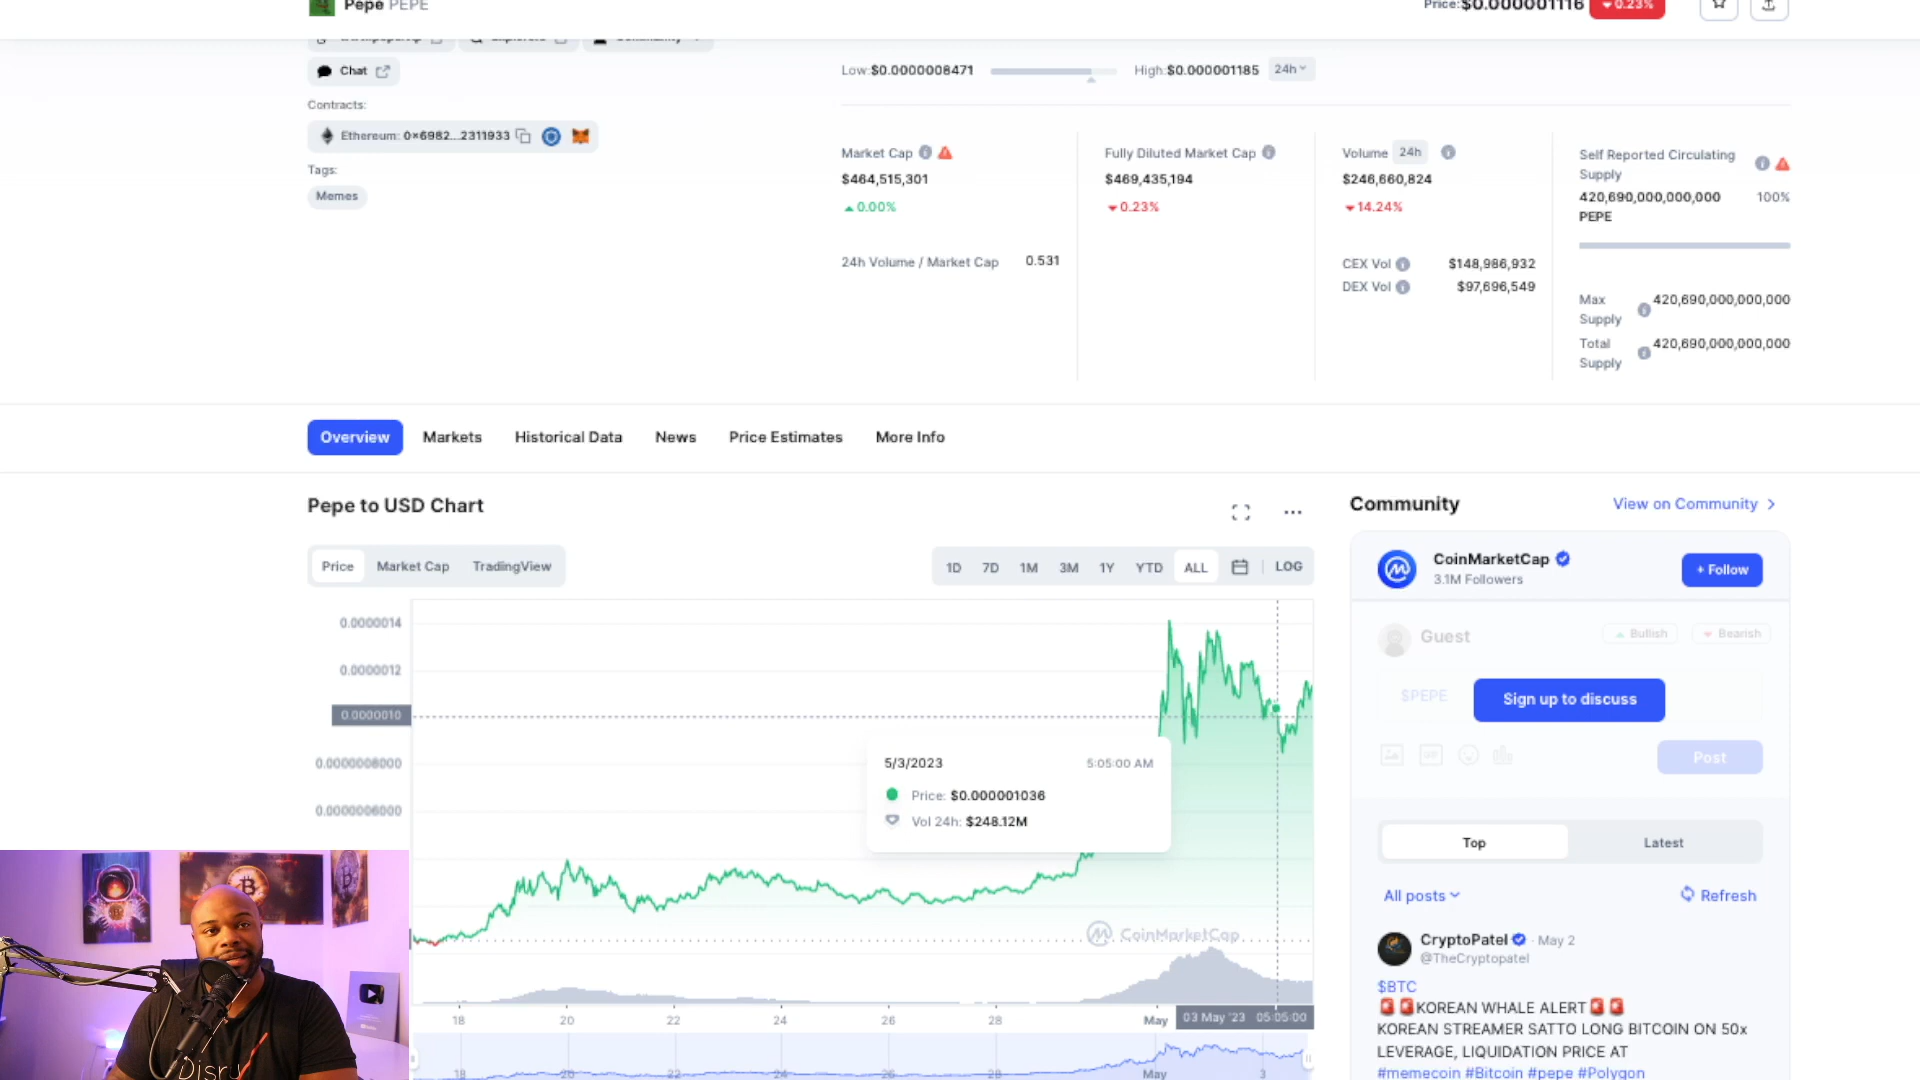 Pepe PEPE
Price: $0.000001116 0.23%
Chat
Low: $0.0000008471 High: $0.000001185 24h
Contracts:
Ethereum: 0x6982...2311933
Tags:
Memes
Market Cap
$464,515,301
0.00%
24h Volume / Market Cap 0.531
Fully Diluted Market Cap
$469,435,194
0.23%
Volume 24h
$246,660,824
14.24%
CEX Vol $148,986,932
DEX Vol $97,696,549
Self Reported Circulating
Supply
420,690,000,000,000 100%
PEPE
Max
Supply
420,690,000,000,000
Total
Supply
420,690,000,000,000
Overview Markets Historical Data News Price Estimates More Info
Pepe to USD Chart
Price Market Cap TradingView
1D 7D 1M 3M 1Y YTD ALL LOG
0.0000014
0.0000012
0.0000010
0.0000008000
0.0000006000
5/3/2023 5:05:00 AM
Price: $0.000001036
Vol 24h: $248.12M
CoinMarketCap
18 20 22 24 26 28 May 03 May '23 05:05:00
18 20 22 24 26 28 May 3
Community View on Community
CoinMarketCap
3.1M Followers
+ Follow
Guest Bullish Bearish
$PEPE
Sign up to discuss
Post
Top Latest
All posts Refresh
CryptoPatel · May 2
@TheCryptopatel
$BTC
🚨🚨KOREAN WHALE ALERT🚨🚨
KOREAN STREAMER SATTO LONG BITCOIN ON 50x
LEVERAGE, LIQUIDATION PRICE AT
#memecoin #Bitcoin #pepe #Polygon